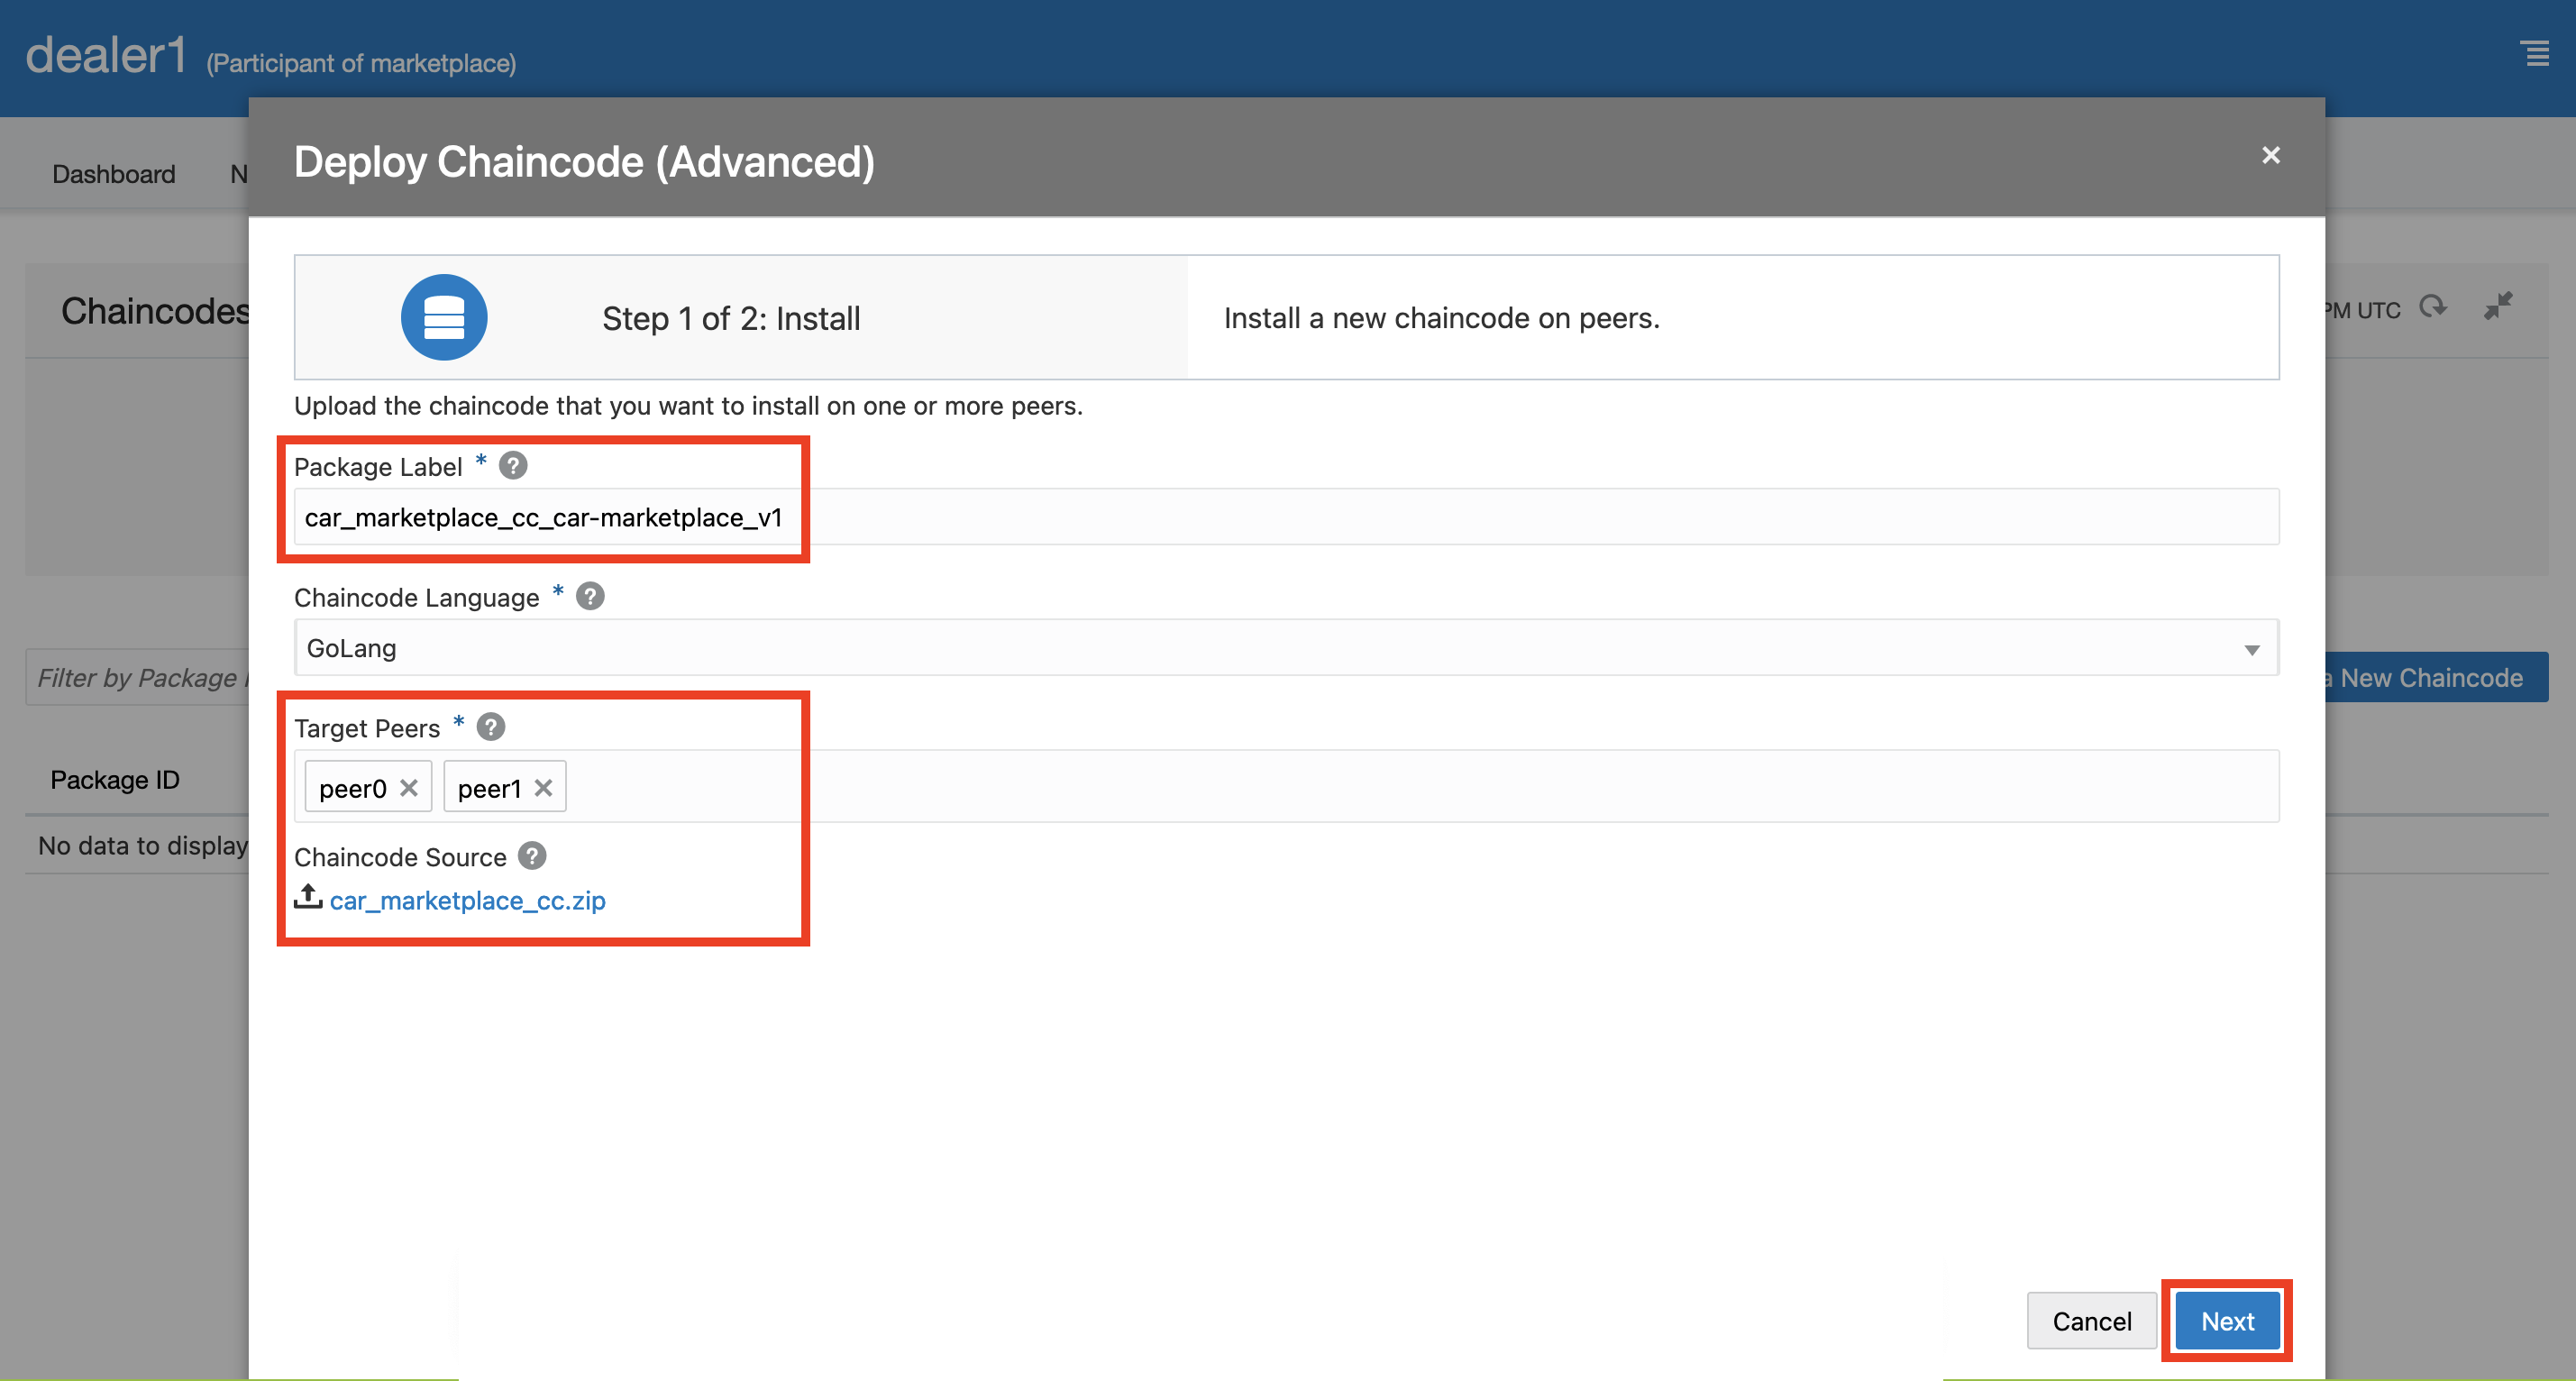 dealer1 (Participant of marketplace)
Dashboard
Deploy Chaincode (Advanced)
Chaincodes
PM UTC
Step 1 of 2: Install
Install a new chaincode on peers.
Upload the chaincode that you want to install on one or more peers.
Package Label *
car_marketplace_cc_car-marketplace_v1
Chaincode Language *
GoLang
Filter by Package
a New Chaincode
Target Peers *
peer0 peer1
Package ID
No data to display
Chaincode Source
car_marketplace_cc.zip
Cancel Next